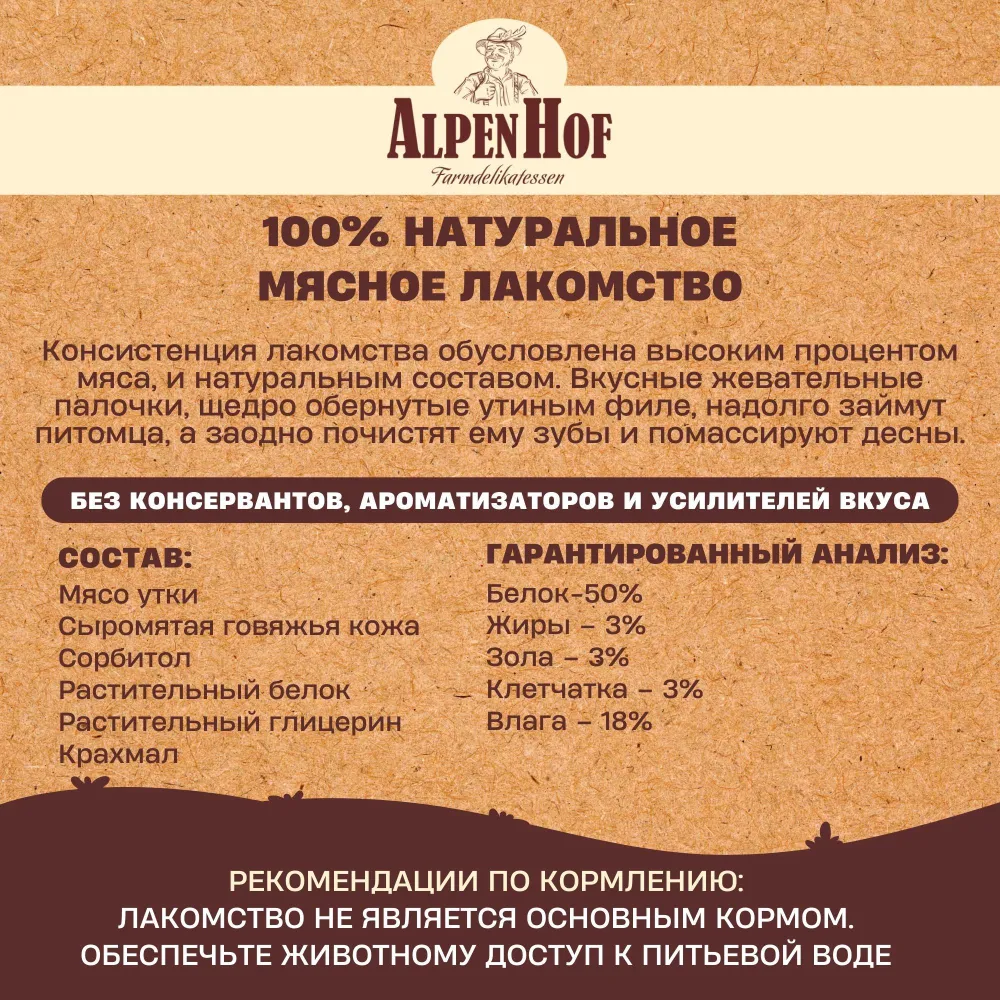 ALPENHOF
Farmdelikatessen
100% НАТУРАЛЬНОЕ
МЯСНОЕ ЛАКОМСТВО
Консистенция лакомства обусловлена высоким процентом
мяса, и натуральным составом. Вкусные жевательные
палочки, щедро обернутые утиным филе, надолго займут
питомца, а заодно почистят ему зубы и помассируют десны.
БЕЗ КОНСЕРВАНТОВ, АРОМАТИЗАТОРОВ И УСИЛИТЕЛЕЙ ВКУСА
СОСТАВ:
Мясо утки
Сыромятая говяжья кожа
Сорбитол
Растительный белок
Растительный глицерин
Крахмал
ГАРАНТИРОВАННЫЙ АНАЛИЗ:
Белок-50%
Жиры – 3%
Зола – 3%
Клетчатка – 3%
Влага – 18%
РЕКОМЕНДАЦИИ ПО КОРМЛЕНИЮ:
ЛАКОМСТВО НЕ ЯВЛЯЕТСЯ ОСНОВНЫМ КОРМОМ.
ОБЕСПЕЧЬТЕ ЖИВОТНОМУ ДОСТУП К ПИТЬЕВОЙ ВОДЕ